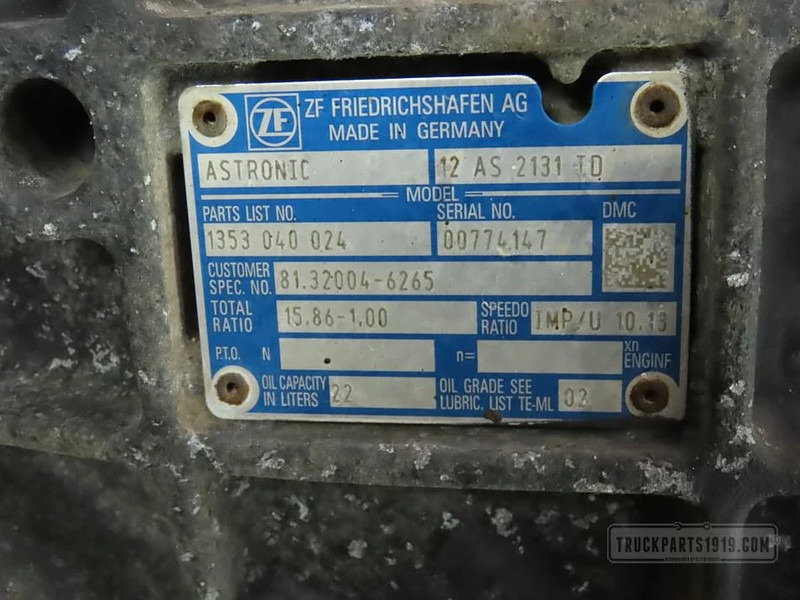 ZF ZF FRIEDRICHSHAFEN AG
MADE IN GERMANY
ASTRONIC 12 AS 2131 TD
MODEL
PARTS LIST NO. SERIAL NO. DMC
1353 040 024 00774147
CUSTOMER
SPEC. NO. 81.32004-6265
TOTAL
RATIO 15.86-1.00 SPEEDO
RATIO IMP/U 10.13
P.T.O. N n= xn
ENGINE
OIL CAPACITY
IN LITERS 22 OIL GRADE SEE
LUBRIC. LIST TE-ML 02
TRUCKPARTS1919.COM